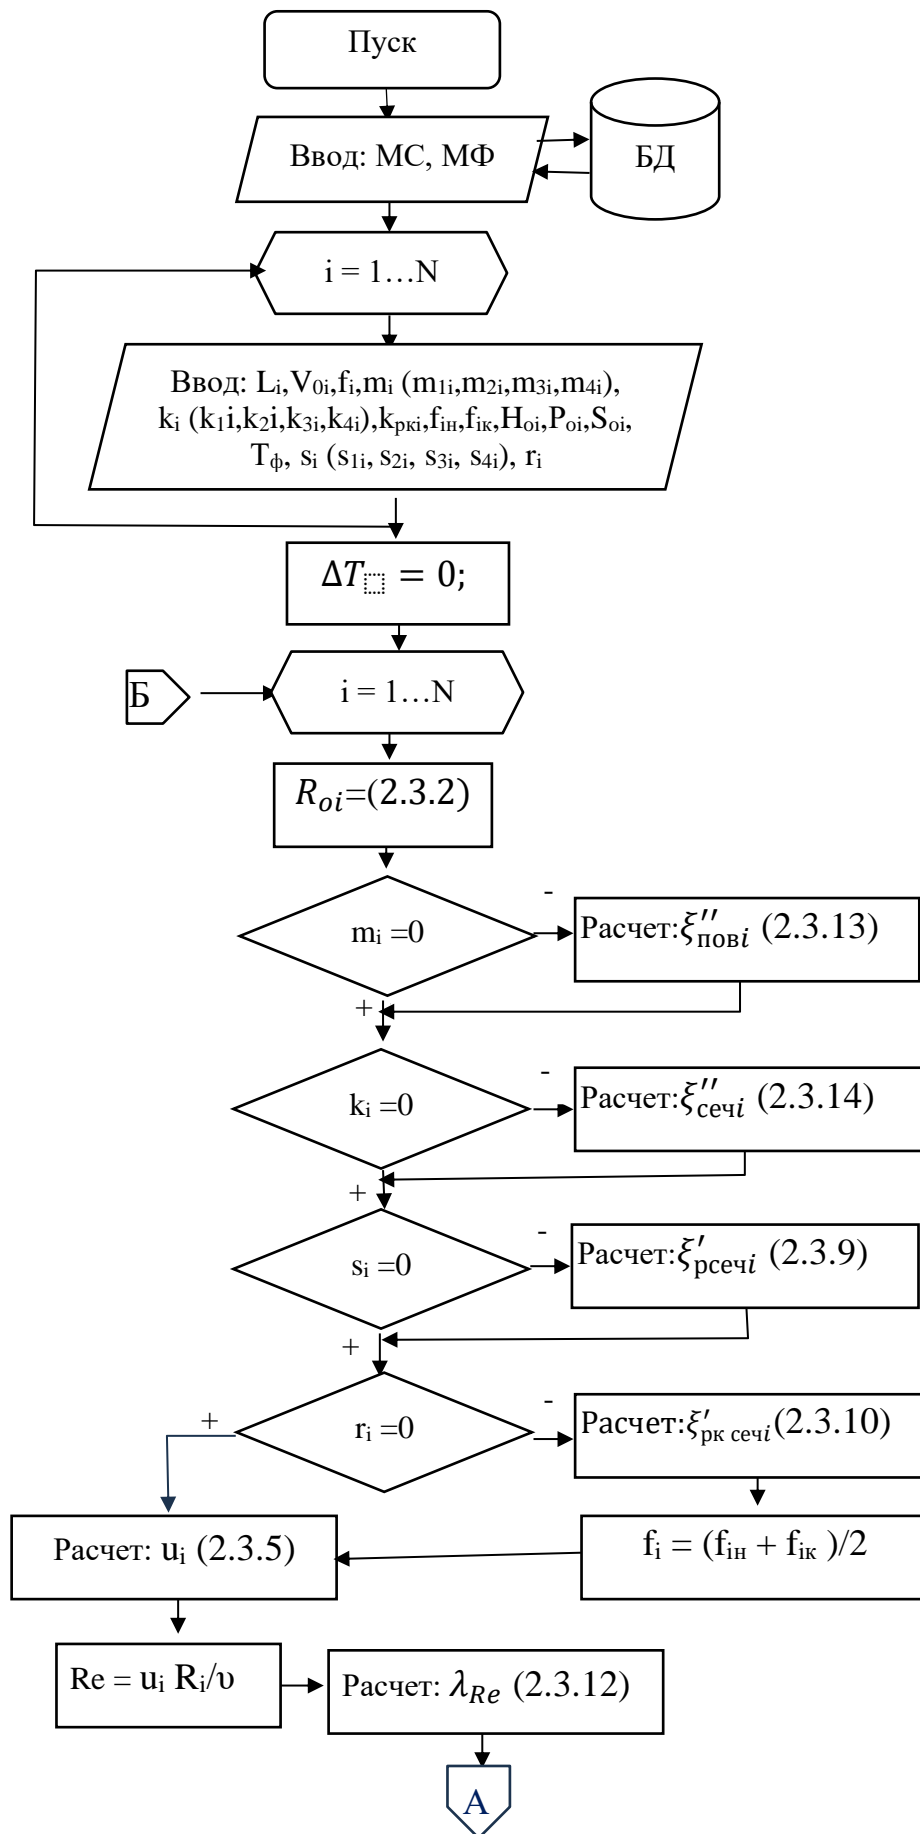 Пуск
Ввод: МС, МФ
БД
i = 1…N
Ввод: Lᵢ,V₀ᵢ,fᵢ,mᵢ (m₁ᵢ,m₂ᵢ,m₃ᵢ,m₄ᵢ),
kᵢ (k₁i,k₂i,k₃ᵢ,k₄ᵢ),kркi,fiн,fiк,Hoi,Poi,Soi,
Tф, sᵢ (s₁ᵢ, s₂ᵢ, s₃ᵢ, s₄ᵢ), rᵢ
ΔT⬚ = 0;
Б
i = 1…N
Roi=(2.3.2)
mᵢ =0
-
Расчет:ξ′′повi (2.3.13)
+
kᵢ =0
-
Расчет:ξ′′сечi (2.3.14)
+
sᵢ =0
-
Расчет:ξ′рсечi (2.3.9)
+
rᵢ =0
-
Расчет:ξ′рк сечi(2.3.10)
+
Расчет: uᵢ (2.3.5)
fᵢ = (fiн + fiк )/2
Re = uᵢ Rᵢ/υ
Расчет: λRe (2.3.12)
А